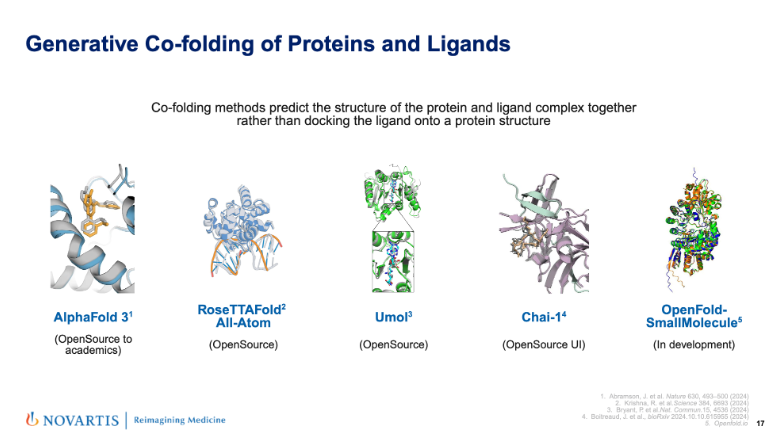 Generative Co-folding of Proteins and Ligands
Co-folding methods predict the structure of the protein and ligand complex together
rather than docking the ligand onto a protein structure
AlphaFold 3¹
(OpenSource to
academics)
RoseTTAFold²
All-Atom
(OpenSource)
Umol³
(OpenSource)
Chai-1⁴
(OpenSource UI)
OpenFold-
SmallMolecule⁵
(In development)
1. Abramson, J. et al. Nature 630, 493–500 (2024)
2. Krishna, R. et al.Science 384, 6693 (2024)
3. Bryant, P. et al.Nat. Commun.15, 4536 (2024)
4. Boitreaud, J. et al., bioRxiv 2024.10.10.615955 (2024)
5. Openfold.io
NOVARTIS | Reimagining Medicine
17